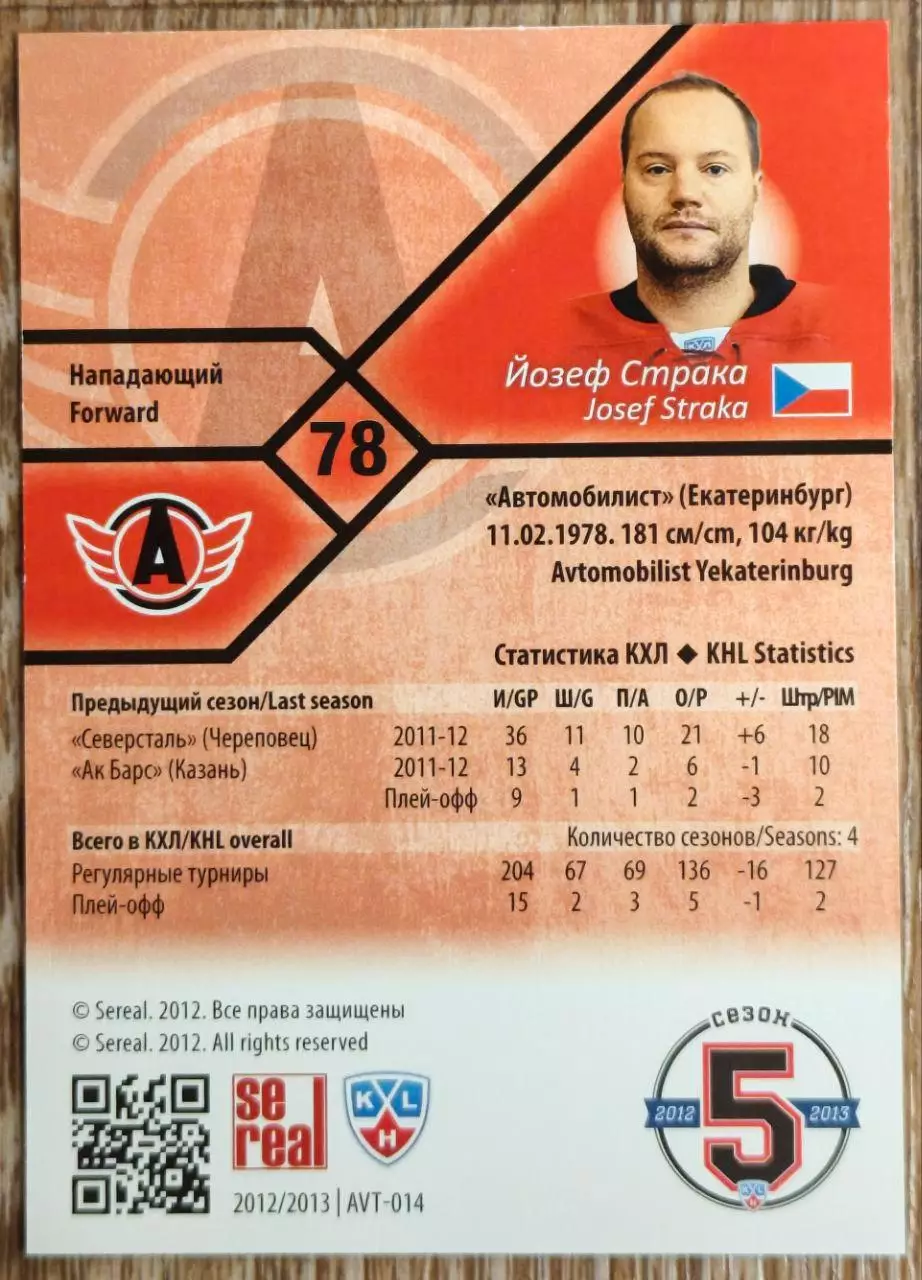 Нападающий
Forward
78
Йозеф Страка
Josef Straka
КХЛ
A
«Автомобилист» (Екатеринбург)
11.02.1978. 181 см/cm, 104 кг/kg
Avtomobilist Yekaterinburg
Статистика КХЛ ◆ KHL Statistics
Предыдущий сезон/Last season И/GP Ш/G П/A О/P +/- Штр/PIM
«Северсталь» (Череповец) 2011-12 36 11 10 21 +6 18
«Ак Барс» (Казань) 2011-12 13 4 2 6 -1 10
Плей-офф 9 1 1 2 -3 2
Всего в КХЛ/KHL overall Количество сезонов/Seasons: 4
Регулярные турниры 204 67 69 136 -16 127
Плей-офф 15 2 3 5 -1 2
© Sereal. 2012. Все права защищены
© Sereal. 2012. All rights reserved
se real
KHL
2012/2013 | AVT-014
сезон
2012 5 2013
KHL